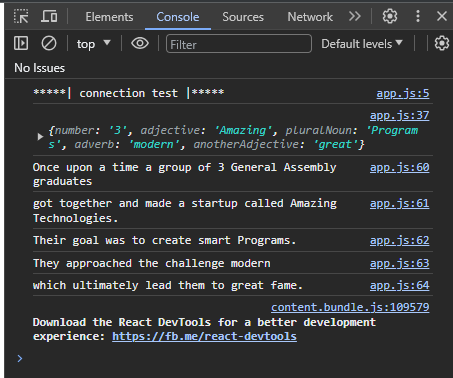 Elements Console Sources Network »
top Filter Default levels
No Issues
*****| connection test |***** app.js:5
app.js:37
{number: '3', adjective: 'Amazing', pluralNoun: 'Program
s', adverb: 'modern', anotherAdjective: 'great'}
Once upon a time a group of 3 General Assembly app.js:60
graduates
got together and made a startup called Amazing app.js:61
Technologies.
Their goal was to create smart Programs. app.js:62
They approached the challenge modern app.js:63
which ultimately lead them to great fame. app.js:64
content.bundle.js:109579
Download the React DevTools for a better development
experience: https://fb.me/react-devtools
>